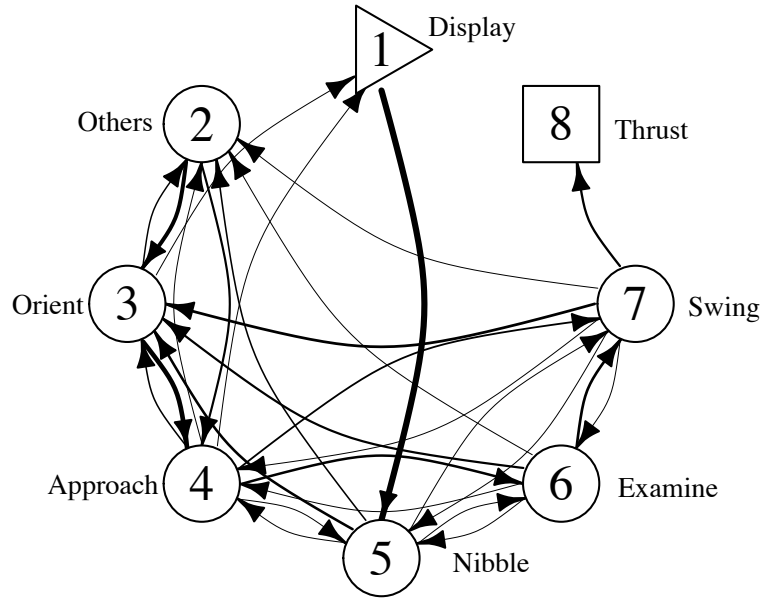 1 Display
Others 2
8 Thrust
Orient 3
7 Swing
Approach 4
6 Examine
5 Nibble